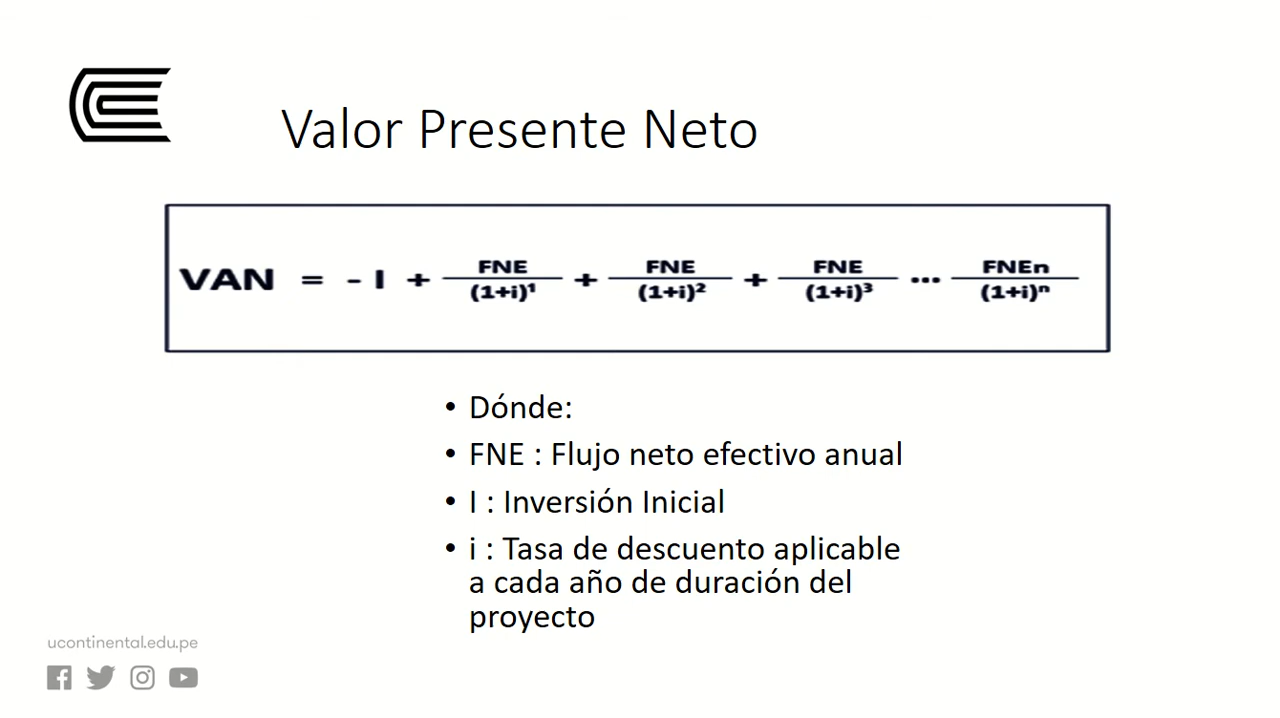 Valor Presente Neto
VAN = - I + FNE/(1+i)¹ + FNE/(1+i)² + FNE/(1+i)³ ... FNEn/(1+i)ⁿ
• Dónde:
• FNE : Flujo neto efectivo anual
• I : Inversión Inicial
• i : Tasa de descuento aplicable
a cada año de duración del
proyecto
ucontinental.edu.pe